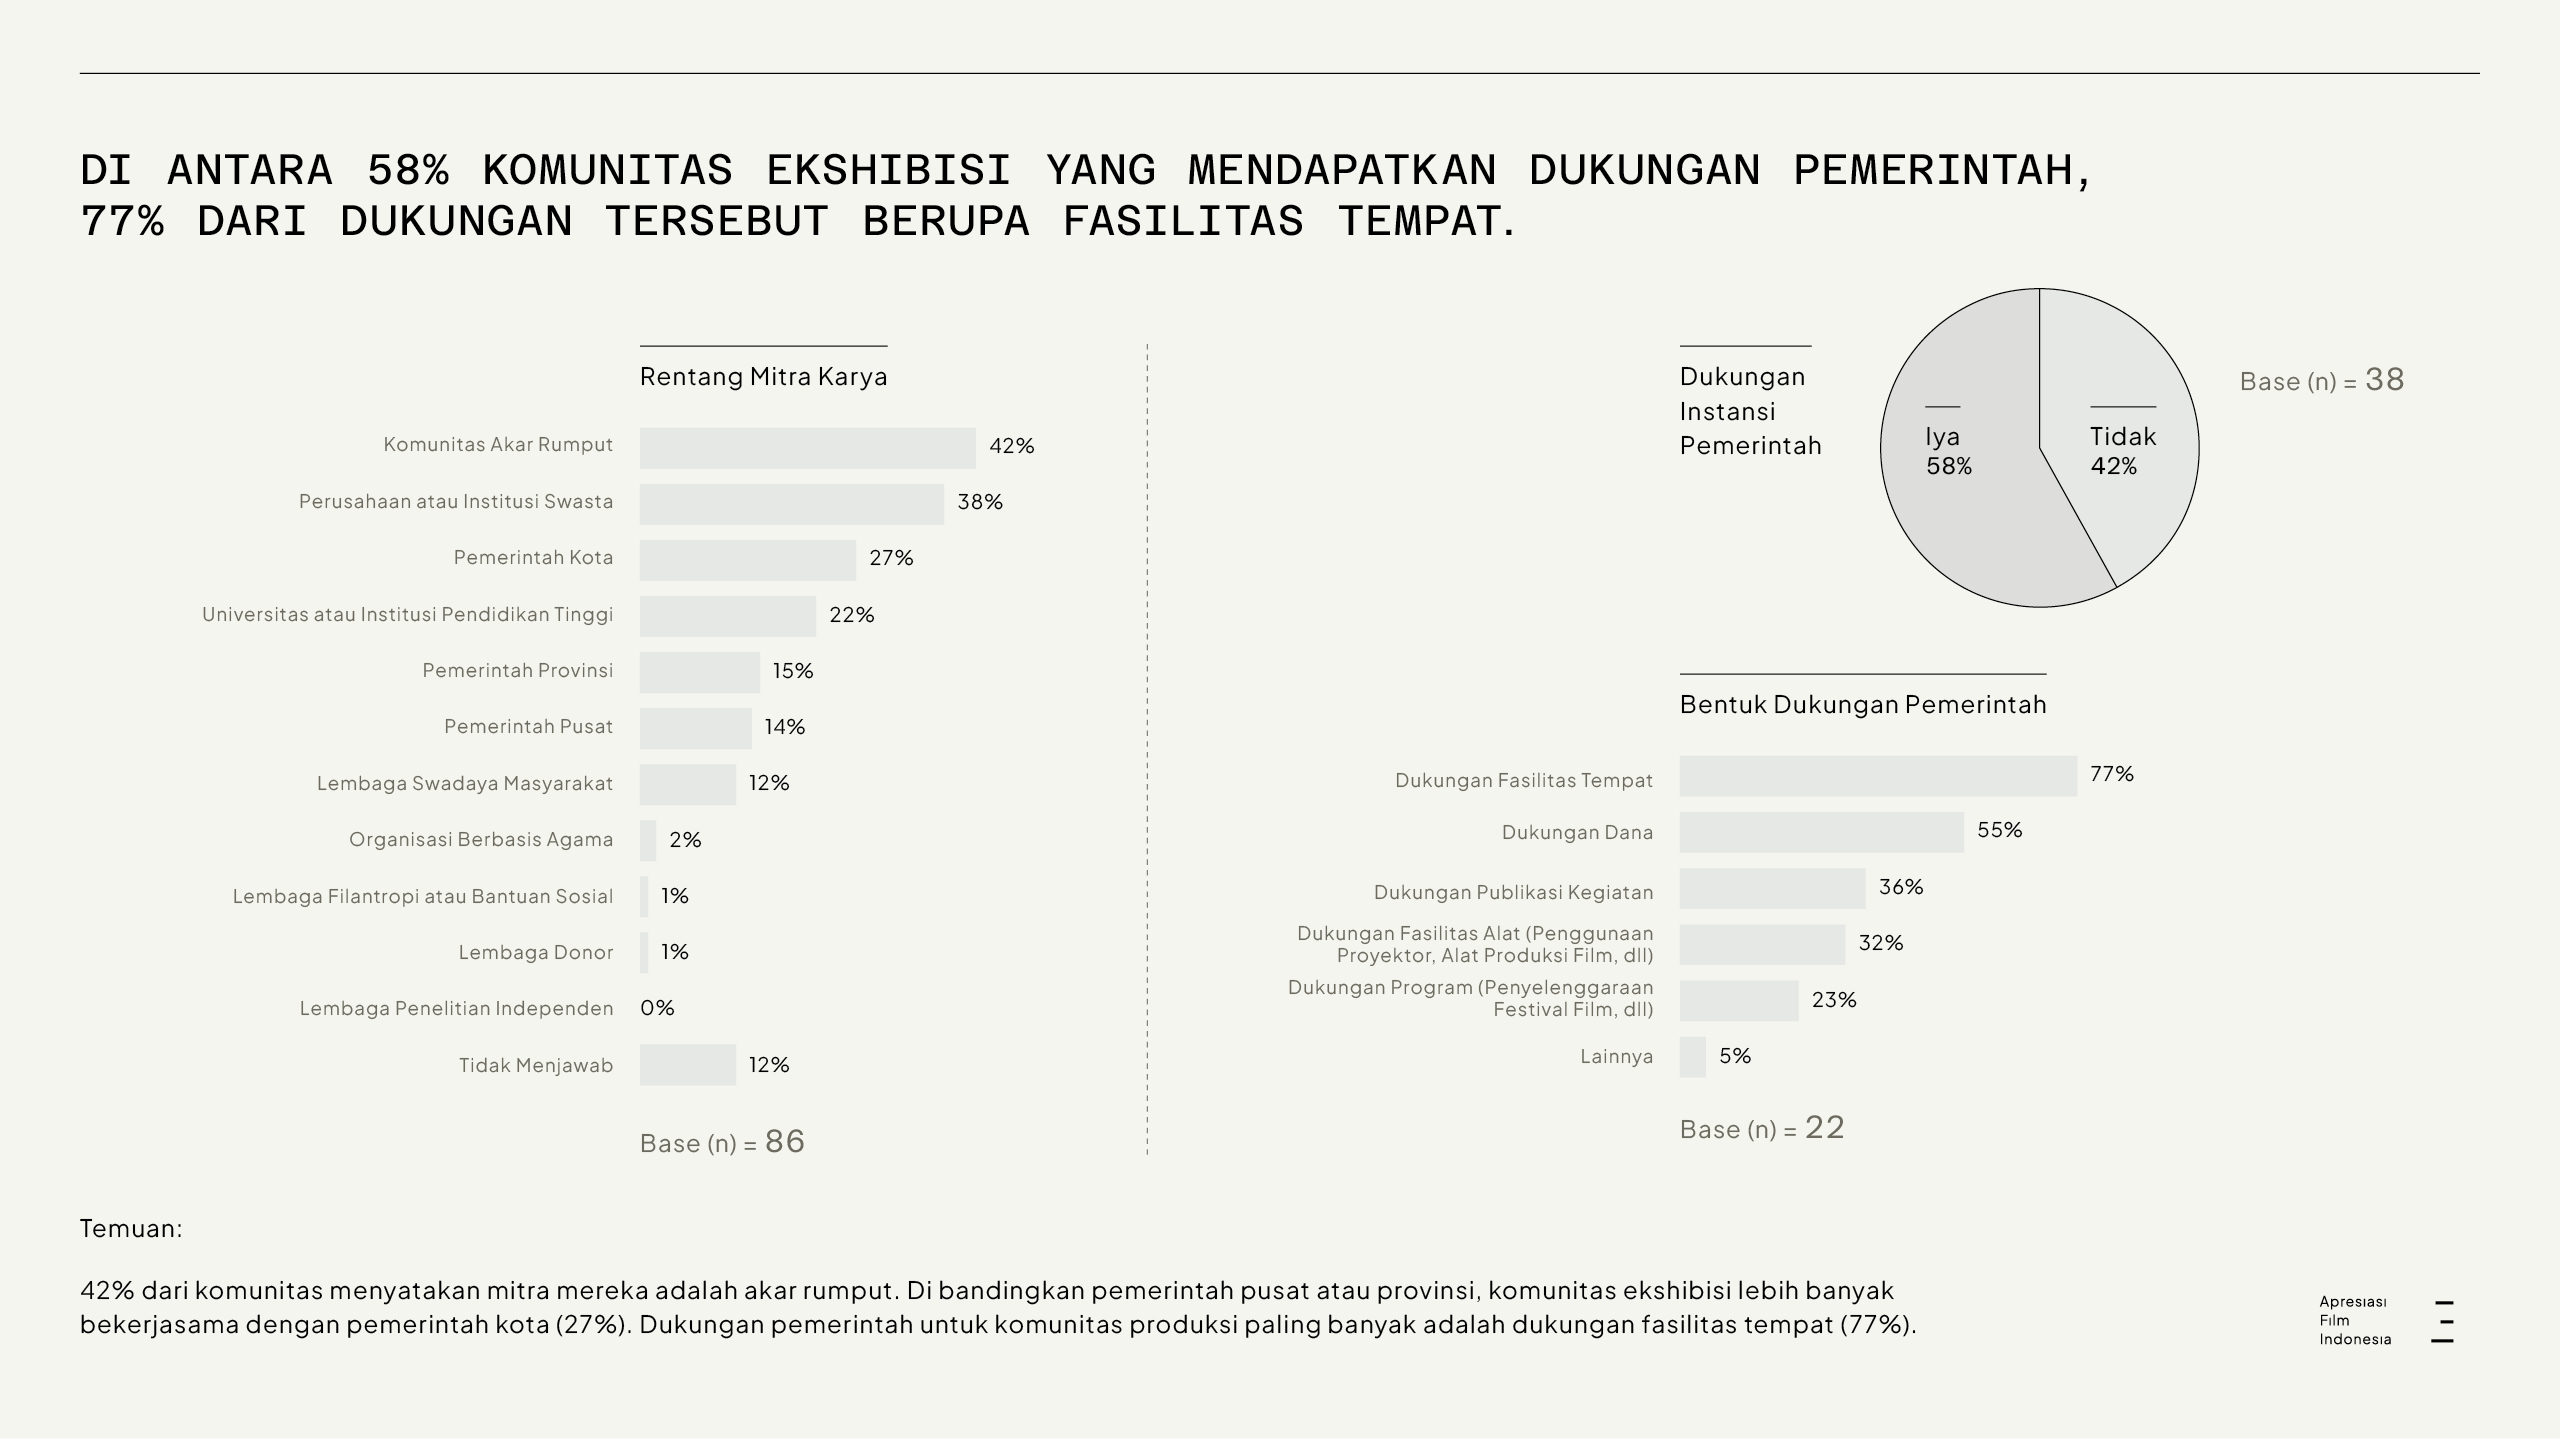 DI ANTARA 58% KOMUNITAS EKSHIBISI YANG MENDAPATKAN DUKUNGAN PEMERINTAH,
77% DARI DUKUNGAN TERSEBUT BERUPA FASILITAS TEMPAT.
Rentang Mitra Karya
Komunitas Akar Rumput 42%
Perusahaan atau Institusi Swasta 38%
Pemerintah Kota 27%
Universitas atau Institusi Pendidikan Tinggi 22%
Pemerintah Provinsi 15%
Pemerintah Pusat 14%
Lembaga Swadaya Masyarakat 12%
Organisasi Berbasis Agama 2%
Lembaga Filantropi atau Bantuan Sosial 1%
Lembaga Donor 1%
Lembaga Penelitian Independen 0%
Tidak Menjawab 12%
Base (n) = 86
Dukungan
Instansi
Pemerintah
Iya
58%
Tidak
42%
Base (n) = 38
Bentuk Dukungan Pemerintah
Dukungan Fasilitas Tempat 77%
Dukungan Dana 55%
Dukungan Publikasi Kegiatan 36%
Dukungan Fasilitas Alat (Penggunaan
Proyektor, Alat Produksi Film, dll) 32%
Dukungan Program (Penyelenggaraan
Festival Film, dll) 23%
Lainnya 5%
Base (n) = 22
Temuan:
42% dari komunitas menyatakan mitra mereka adalah akar rumput. Di bandingkan pemerintah pusat atau provinsi, komunitas ekshibisi lebih banyak
bekerjasama dengan pemerintah kota (27%). Dukungan pemerintah untuk komunitas produksi paling banyak adalah dukungan fasilitas tempat (77%).
Apresiasi
Film
Indonesia